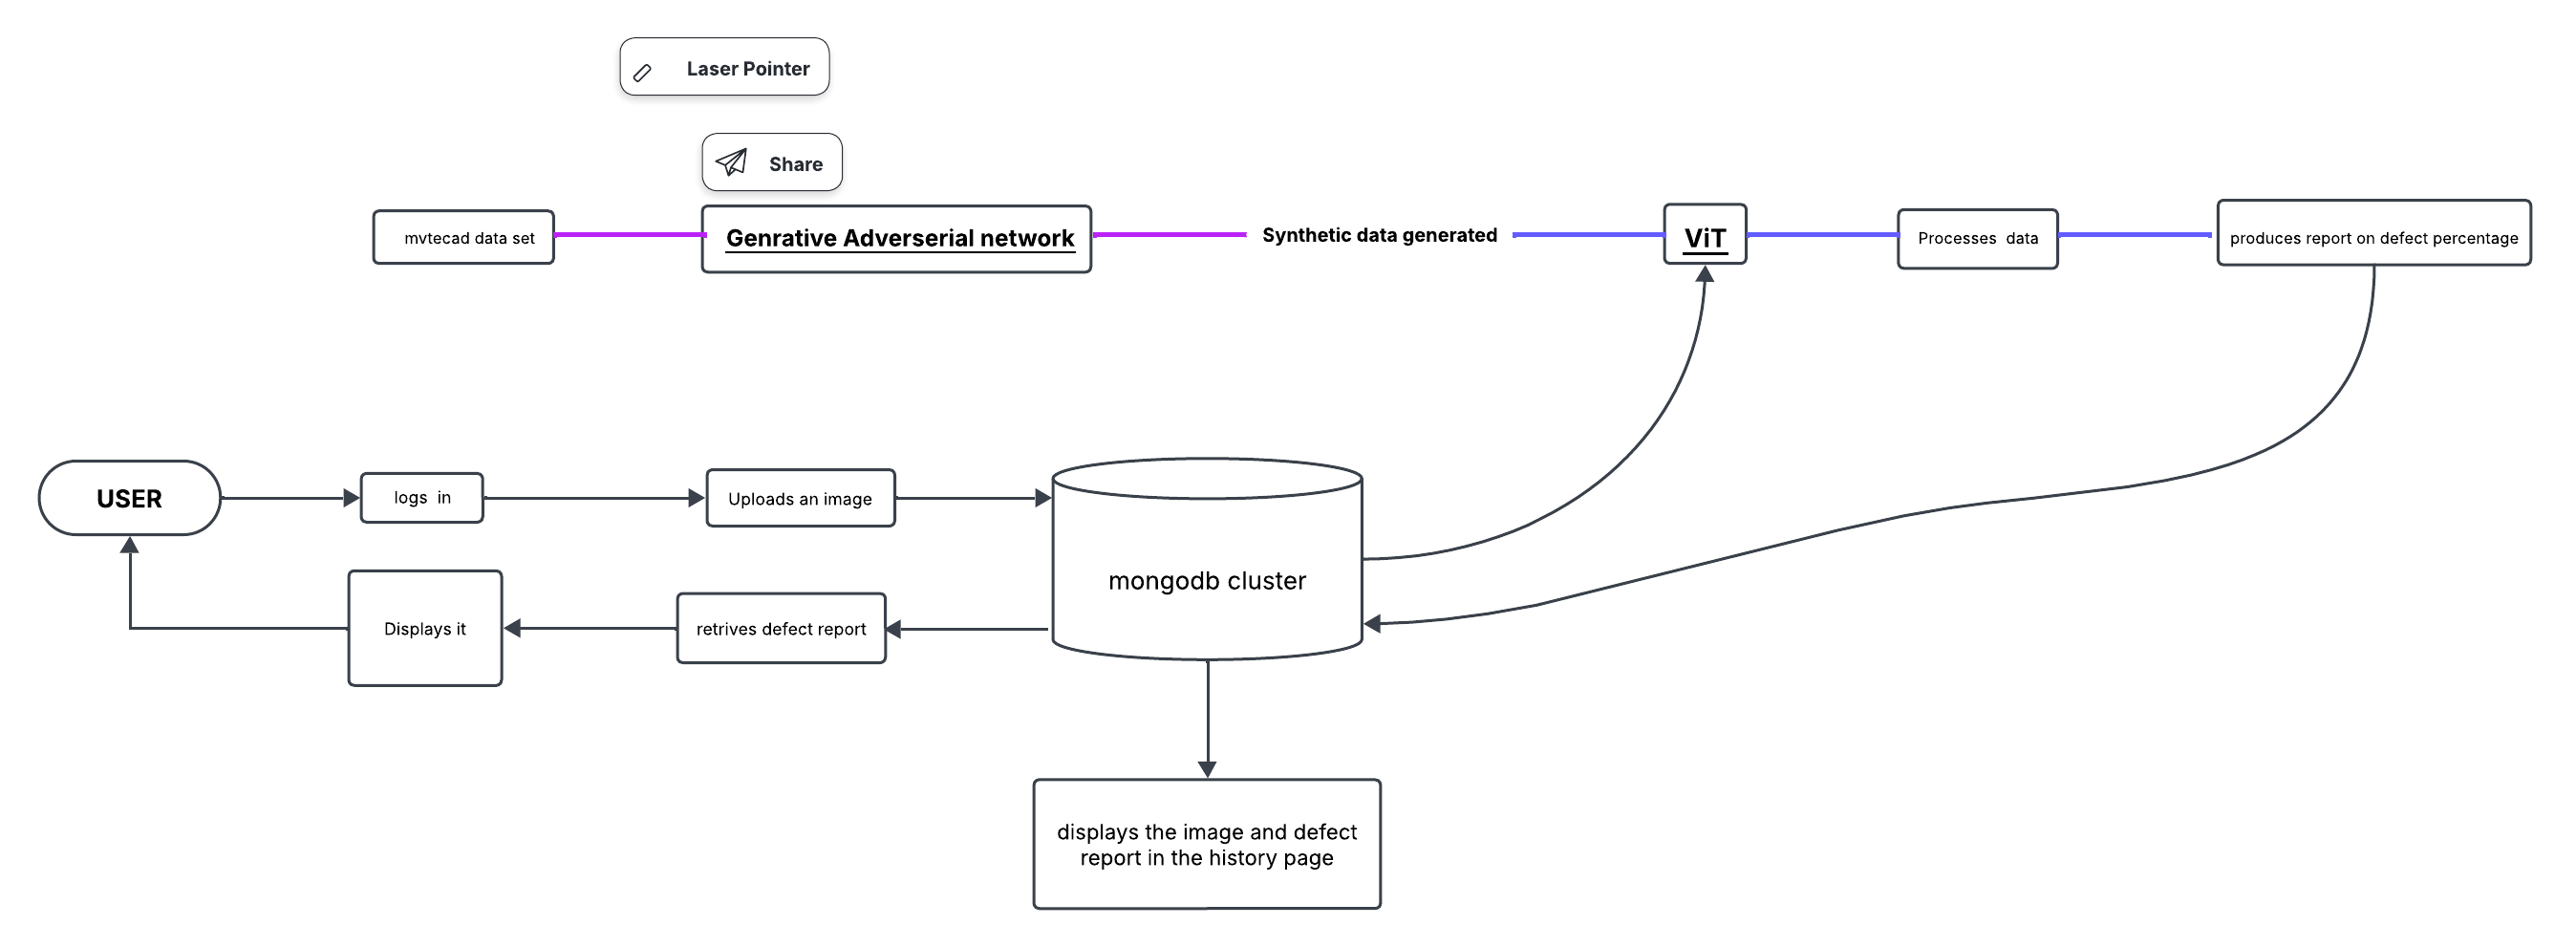 Laser Pointer
Share
mvtecad data set
Genrative Adverserial network
Synthetic data generated
ViT
Processes data
produces report on defect percentage
USER
logs in
Uploads an image
mongodb cluster
Displays it
retrives defect report
displays the image and defect
report in the history page